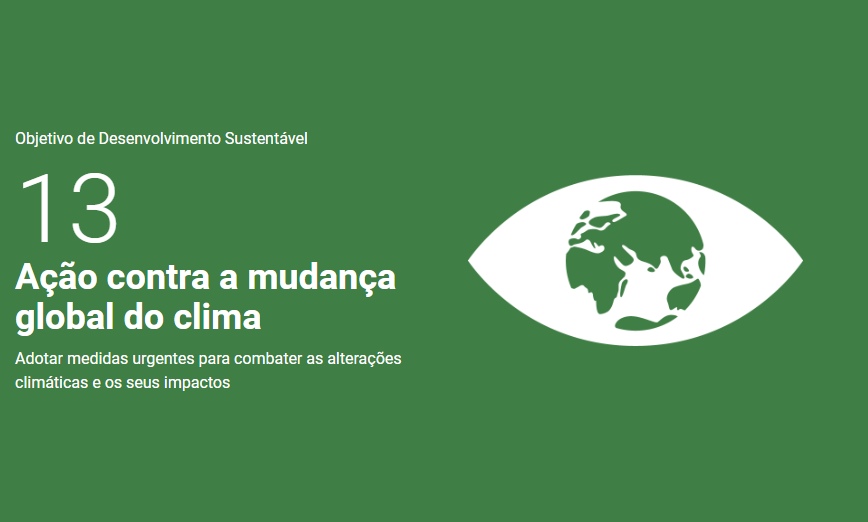 Objetivo de Desenvolvimento Sustentável
13
Ação contra a mudança
global do clima
Adotar medidas urgentes para combater as alterações
climáticas e os seus impactos